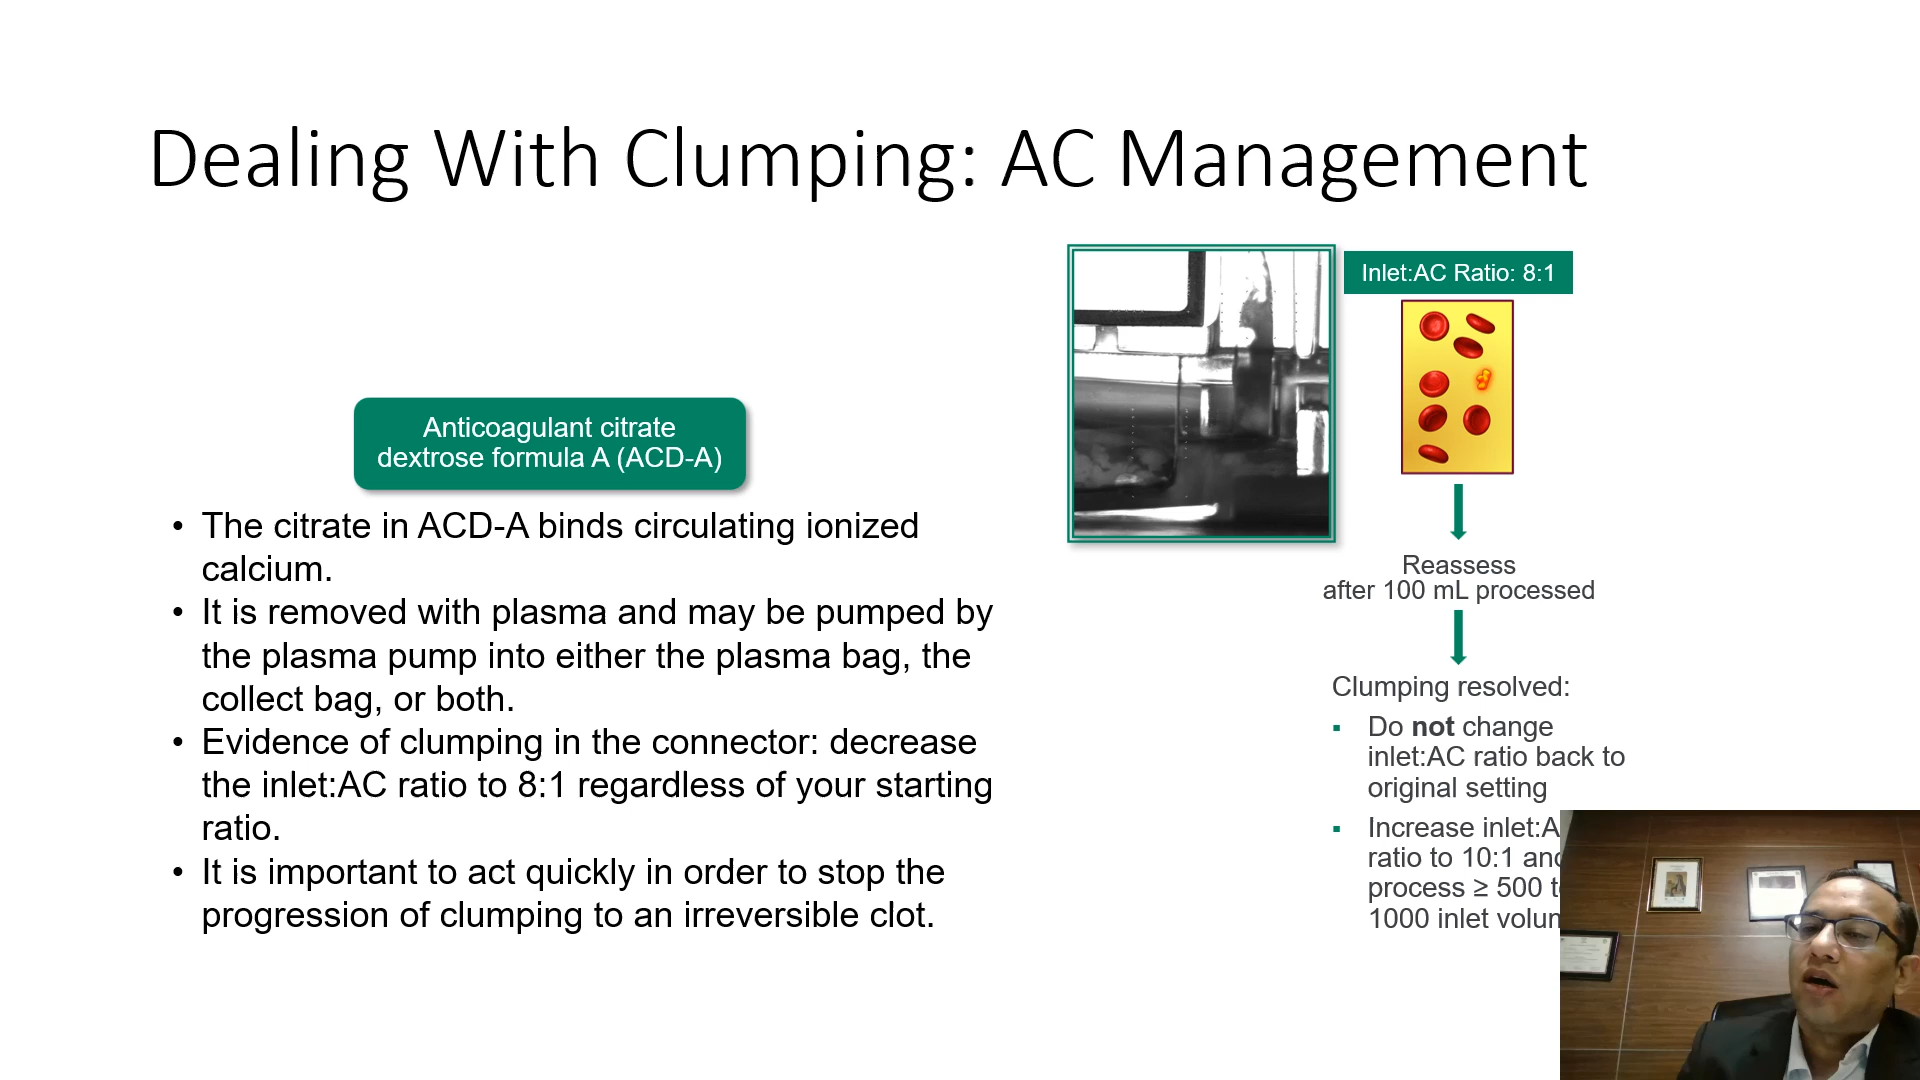 Dealing With Clumping: AC Management
Anticoagulant citrate
dextrose formula A (ACD-A)
• The citrate in ACD-A binds circulating ionized
calcium.
• It is removed with plasma and may be pumped by
the plasma pump into either the plasma bag, the
collect bag, or both.
• Evidence of clumping in the connector: decrease
the inlet:AC ratio to 8:1 regardless of your starting
ratio.
• It is important to act quickly in order to stop the
progression of clumping to an irreversible clot.
Inlet:AC Ratio: 8:1
Reassess
after 100 mL processed
Clumping resolved:
▪ Do not change
inlet:AC ratio back to
original setting
▪ Increase
ratio to 10:1
process ≥ 500
1000 inlet